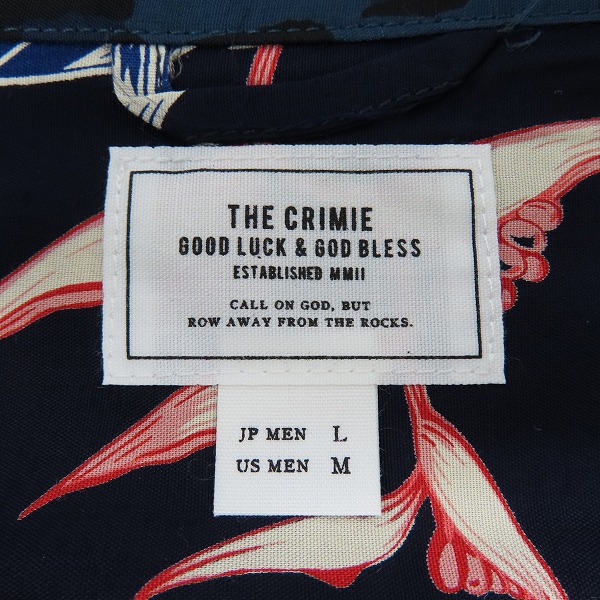 THE CRIMIE
GOOD LUCK & GOD BLESS
ESTABLISHED MMII
CALL ON GOD, BUT
ROW AWAY FROM THE ROCKS.
JP MEN L
US MEN M